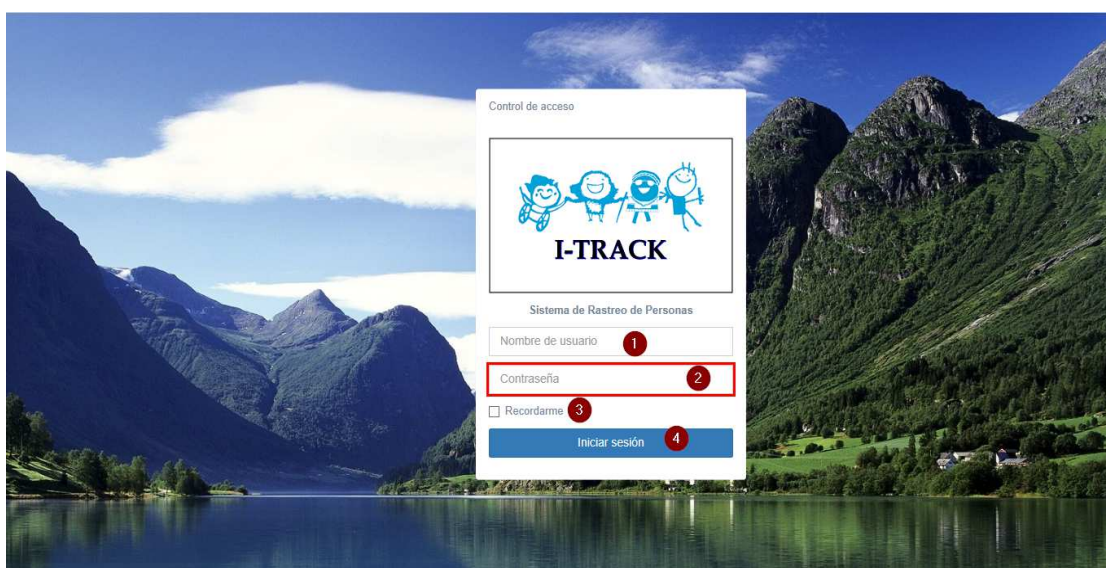 Control de acceso
I-TRACK
Sistema de Rastreo de Personas
Nombre de usuario 1
Contraseña 2
Recordarme 3
Iniciar sesión 4